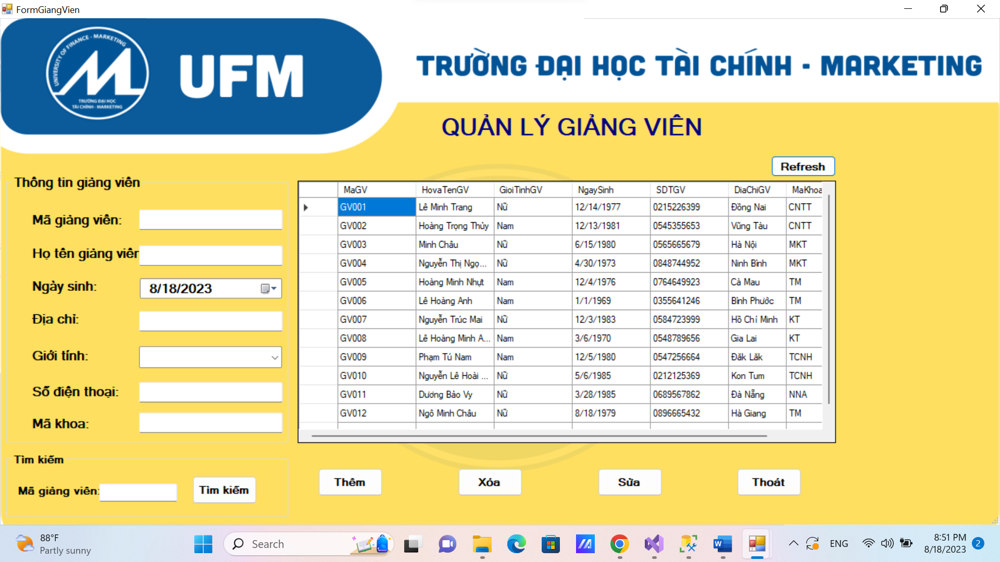 FormGiangVien
UNIVERSITY OF FINANCE - MARKETING
TRƯỜNG ĐẠI HỌC
TÀI CHÍNH - MARKETING
UFM
TRƯỜNG ĐẠI HỌC TÀI CHÍNH - MARKETING
QUẢN LÝ GIẢNG VIÊN
Refresh
Thông tin giảng viên
Mã giảng viên:
Họ tên giảng viên
Ngày sinh:
8/18/2023
Địa chỉ:
Giới tính:
Số điện thoại:
Mã khoa:
MaGV HovaTenGV GioiTinhGV NgaySinh SDTGV DiaChiGV MaKhoa
GV001 Lê Minh Trang Nữ 12/14/1977 0215226399 Đồng Nai CNTT
GV002 Hoàng Trọng Thủy Nam 12/13/1981 0545355653 Vũng Tàu CNTT
GV003 Minh Châu Nữ 6/15/1980 0565665679 Hà Nội MKT
GV004 Nguyễn Thị Ngọ... Nữ 4/30/1973 0848744952 Ninh Bình MKT
GV005 Hoàng Minh Nhựt Nam 12/4/1976 0764649923 Cà Mau TM
GV006 Lê Hoàng Anh Nam 1/1/1969 0355641246 Bình Phước TM
GV007 Nguyễn Trúc Mai Nữ 12/3/1983 0584723999 Hồ Chí Minh KT
GV008 Lê Hoàng Minh A... Nam 3/6/1970 0548789656 Gia Lai KT
GV009 Phạm Tú Nam Nam 12/5/1980 0547256664 Đăk Lăk TCNH
GV010 Nguyễn Lê Hoài ... Nữ 5/6/1985 0212125369 Kon Tum TCNH
GV011 Dương Bảo Vy Nữ 3/28/1985 0689567862 Đà Nẵng NNA
GV012 Ngô Minh Châu Nữ 8/18/1979 0896665432 Hà Giang TM
Tìm kiếm
Mã giảng viên:
Tìm kiếm
Thêm
Xóa
Sửa
Thoát
88°F
Partly sunny
Search
ENG
8:51 PM
8/18/2023
2